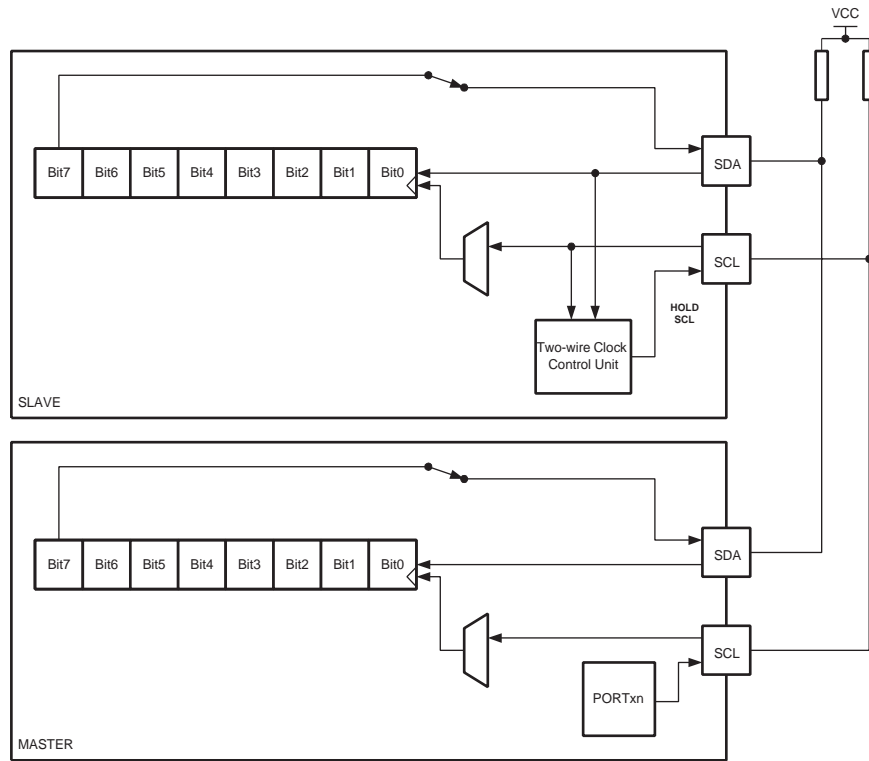 VCC
Bit7 Bit6 Bit5 Bit4 Bit3 Bit2 Bit1 Bit0
SDA
SCL
HOLD
SCL
Two-wire Clock
Control Unit
SLAVE
Bit7 Bit6 Bit5 Bit4 Bit3 Bit2 Bit1 Bit0
SDA
SCL
PORTxn
MASTER